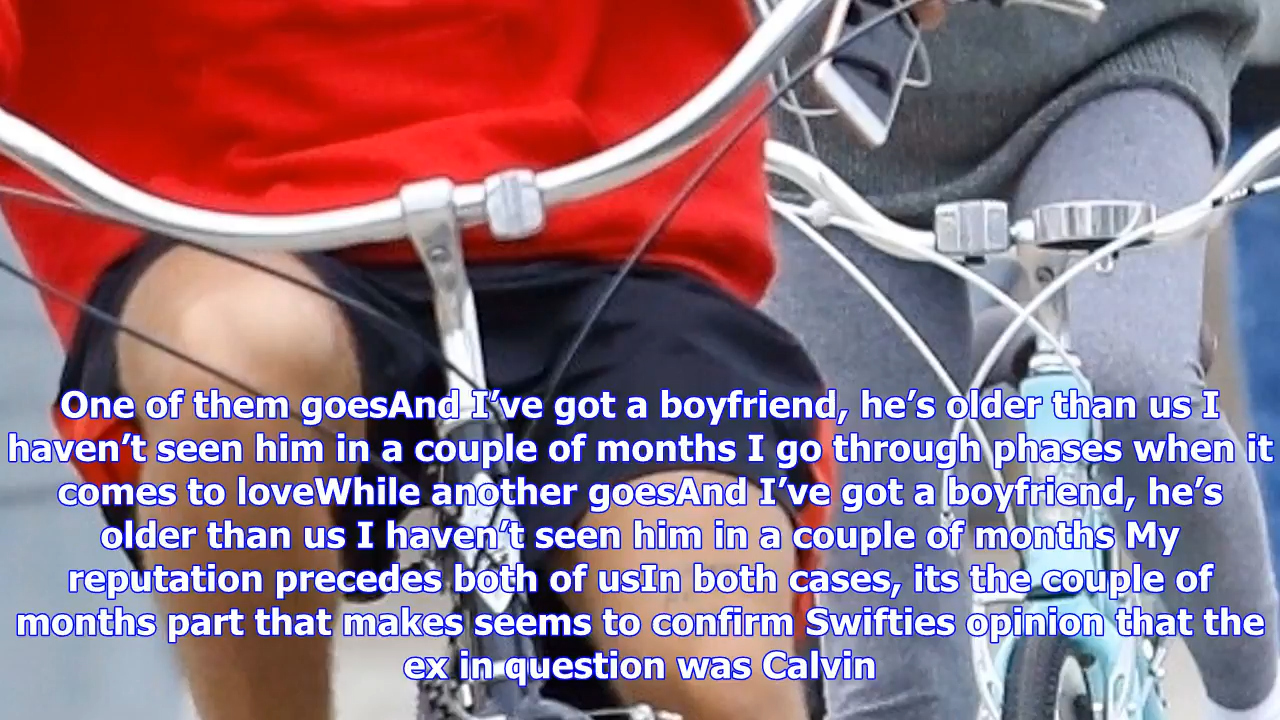 One of them goesAnd I’ve got a boyfriend, he’s older than us I
haven’t seen him in a couple of months I go through phases when it
comes to loveWhile another goesAnd I’ve got a boyfriend, he’s
older than us I haven’t seen him in a couple of months My
reputation precedes both of usIn both cases, its the couple of
months part that makes seems to confirm Swifties opinion that the
ex in question was Calvin